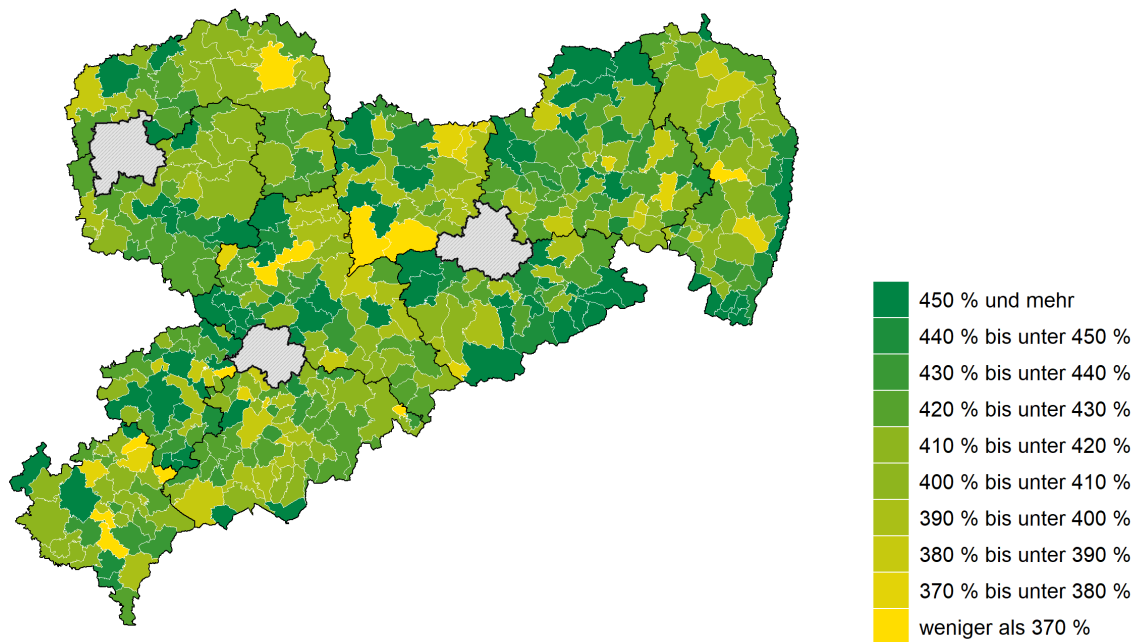 450 % und mehr
440 % bis unter 450 %
430 % bis unter 440 %
420 % bis unter 430 %
410 % bis unter 420 %
400 % bis unter 410 %
390 % bis unter 400 %
380 % bis unter 390 %
370 % bis unter 380 %
weniger als 370 %